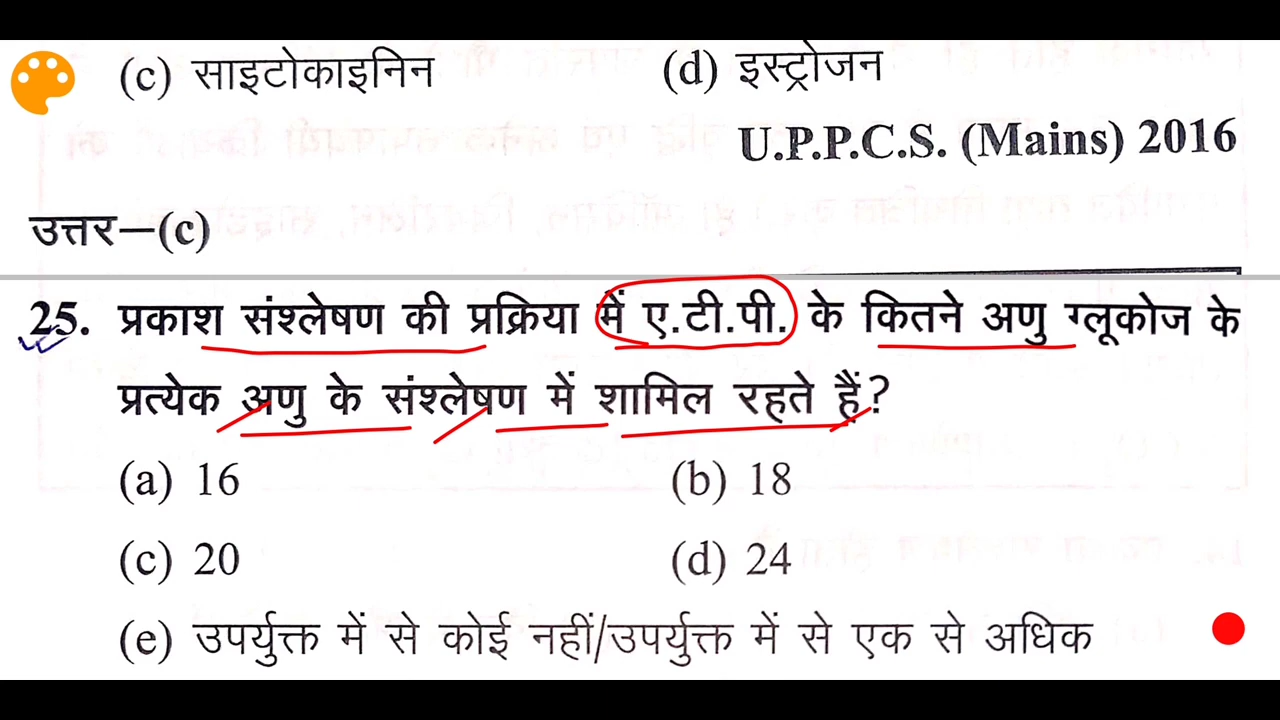 (c) साइटोकाइनिन (d) इस्ट्रोजन
U.P.P.C.S. (Mains) 2016
उत्तर—(c)
25. प्रकाश संश्लेषण की प्रक्रिया में ए.टी.पी. के कितने अणु ग्लूकोज के
प्रत्येक अणु के संश्लेषण में शामिल रहते हैं?
(a) 16 (b) 18
(c) 20 (d) 24
(e) उपर्युक्त में से कोई नहीं/उपर्युक्त में से एक से अधिक